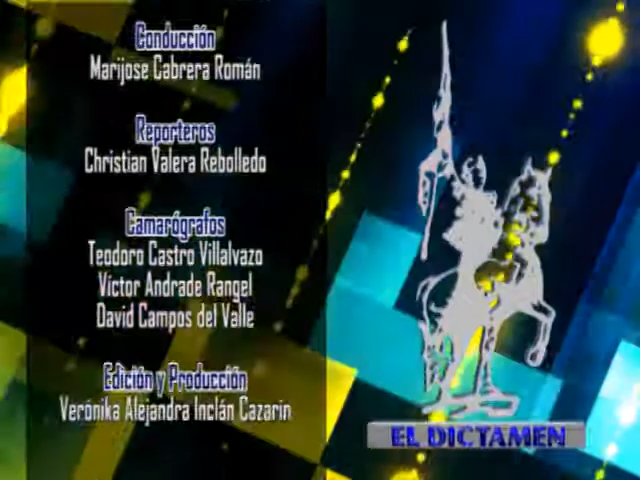 Conducción
Marijose Cabrera Román
Reporteros
Christian Valera Rebolledo
Camarógrafos
Teodoro Castro Villalvazo
Víctor Andrade Rangel
David Campos del Valle
Edición y Producción
Verónika Alejandra Inclán Cazarin
EL DICTAMEN